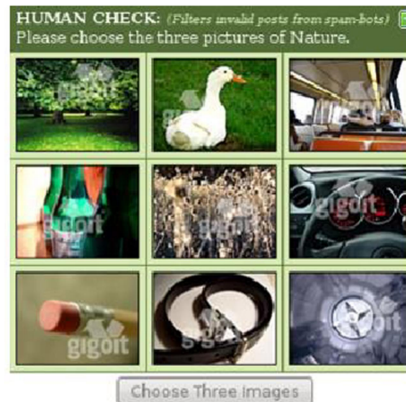 HUMAN CHECK: (Filters invalid posts from spam-bots)
Please choose the three pictures of Nature.
gigoit
gigoit
gigoit
gigoit
gigoit
gigoit
gigoit
gigoit
gigoit
Choose Three Images